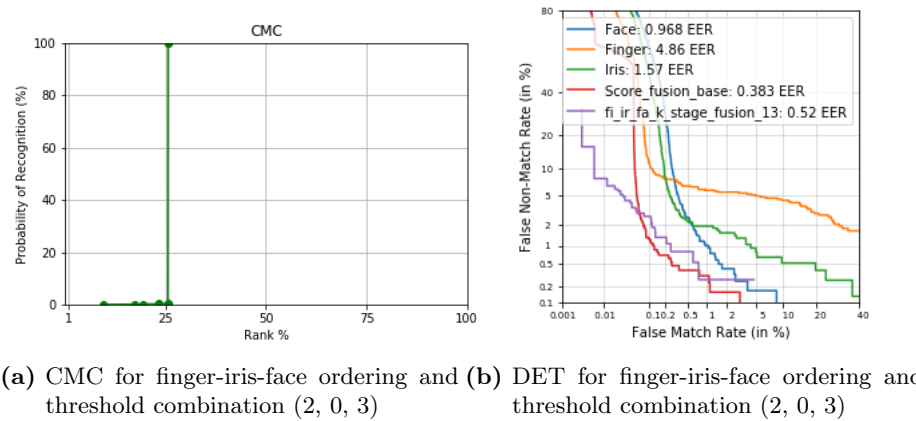 CMC
100
80
60
40
20
0
Probability of Recognition (%)
1 25 50 75 100
Rank %
80
40
20
10
5
2
1
0.5
0.2
0.1
False Non-Match Rate (in %)
Face: 0.968 EER
Finger: 4.86 EER
Iris: 1.57 EER
Score_fusion_base: 0.383 EER
fi_ir_fa_k_stage_fusion_13: 0.52 EER
0.001 0.01 0.10.2 0.5 1 2 5 10 20 40
False Match Rate (in %)
(a) CMC for finger-iris-face ordering and
threshold combination (2, 0, 3)
(b) DET for finger-iris-face ordering and
threshold combination (2, 0, 3)